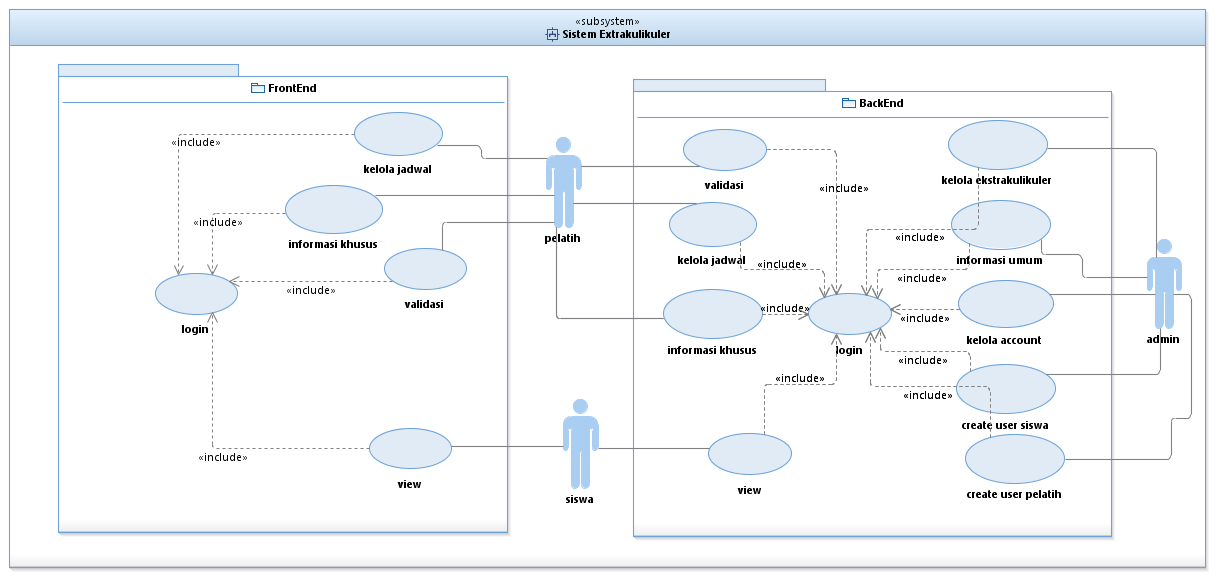 «subsystem»
Sistem Extrakulikuler
FrontEnd
«include»
kelola jadwal
«include»
informasi khusus
«include»
validasi
login
«include»
view
pelatih
siswa
BackEnd
validasi
«include»
kelola jadwal
«include»
informasi khusus
«include»
login
«include»
view
kelola ekstrakulikuler
«include»
informasi umum
«include»
kelola account
«include»
«include»
create user siswa
«include»
create user pelatih
admin